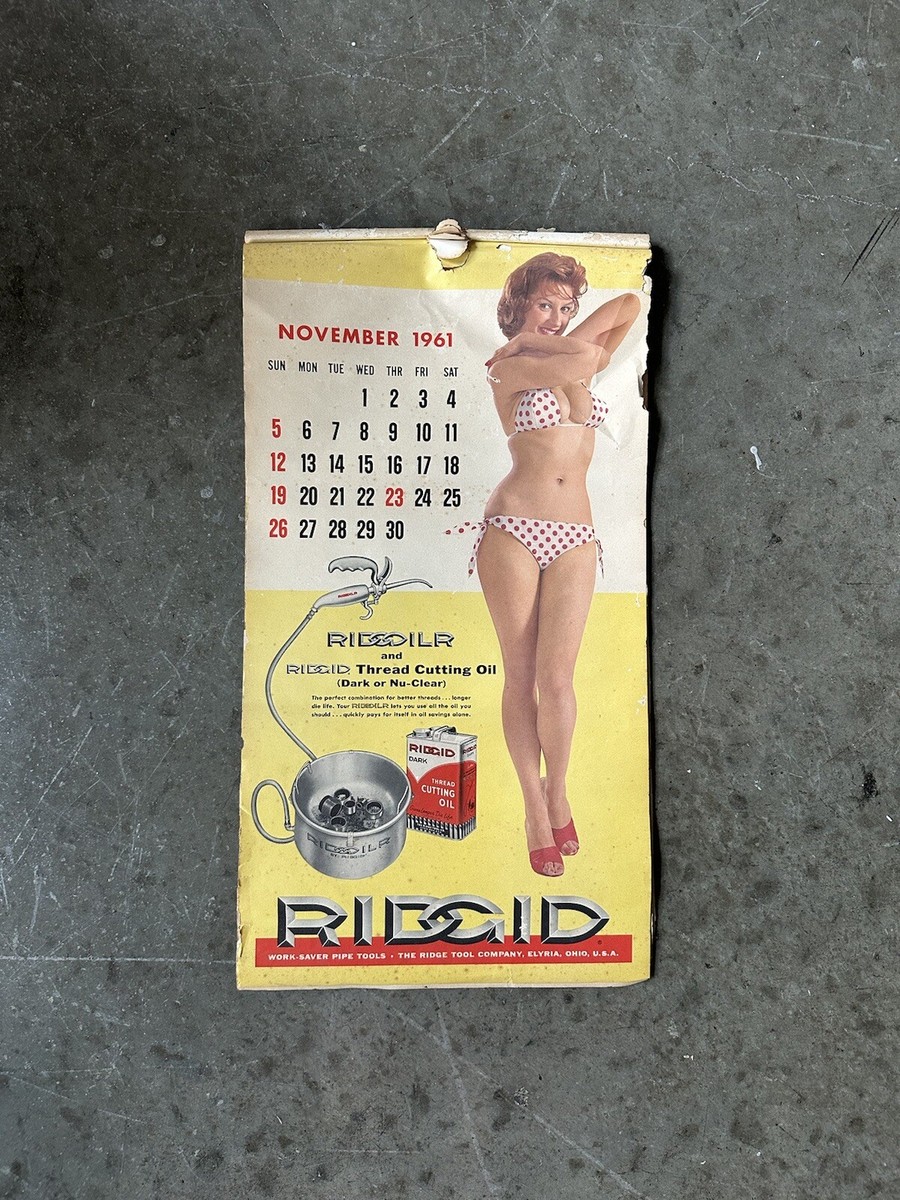 NOVEMBER 1961
SUN MON TUE WED THR FRI SAT
1 2 3 4
5 6 7 8 9 10 11
12 13 14 15 16 17 18
19 20 21 22 23 24 25
26 27 28 29 30
RIDGOILR
and
RIDGID Thread Cutting Oil
(Dark or Nu-Clear)
The perfect combination for better threads... longer
die life. Your RIDGOILR lets you use all the oil you
should... quickly pays for itself in oil savings alone.
RIDGID
DARK
THREAD
CUTTING
OIL
RIDGOILR
RIDGID
WORK-SAVER PIPE TOOLS • THE RIDGE TOOL COMPANY, ELYRIA, OHIO, U.S.A.